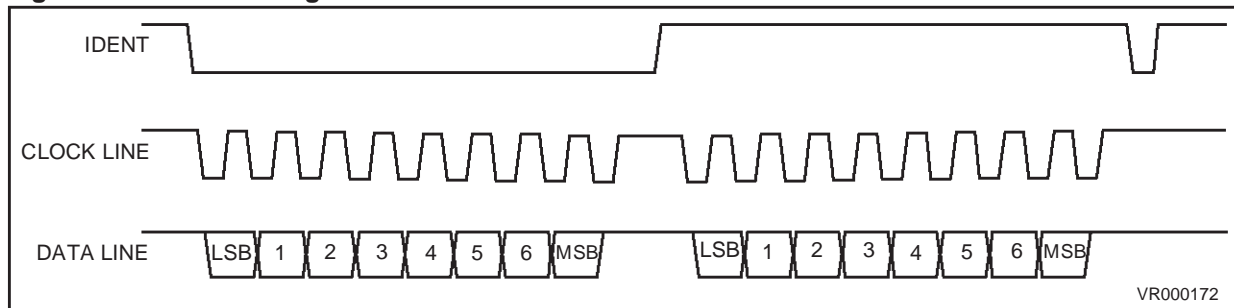 IDENT
CLOCK LINE
DATA LINE LSB 1 2 3 4 5 6 MSB LSB 1 2 3 4 5 6 MSB
VR000172